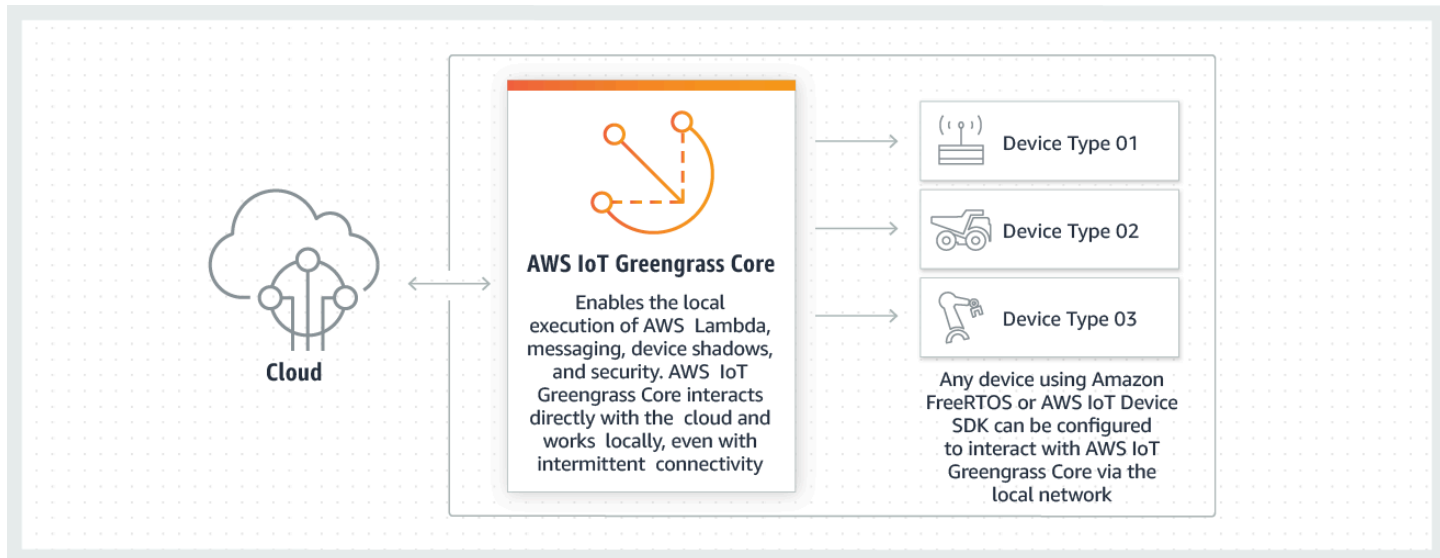 Cloud
AWS IoT Greengrass Core
Enables the local
execution of AWS Lambda,
messaging, device shadows,
and security. AWS IoT
Greengrass Core interacts
directly with the cloud and
works locally, even with
intermittent connectivity
Device Type 01
Device Type 02
Device Type 03
Any device using Amazon
FreeRTOS or AWS IoT Device
SDK can be configured
to interact with AWS IoT
Greengrass Core via the
local network